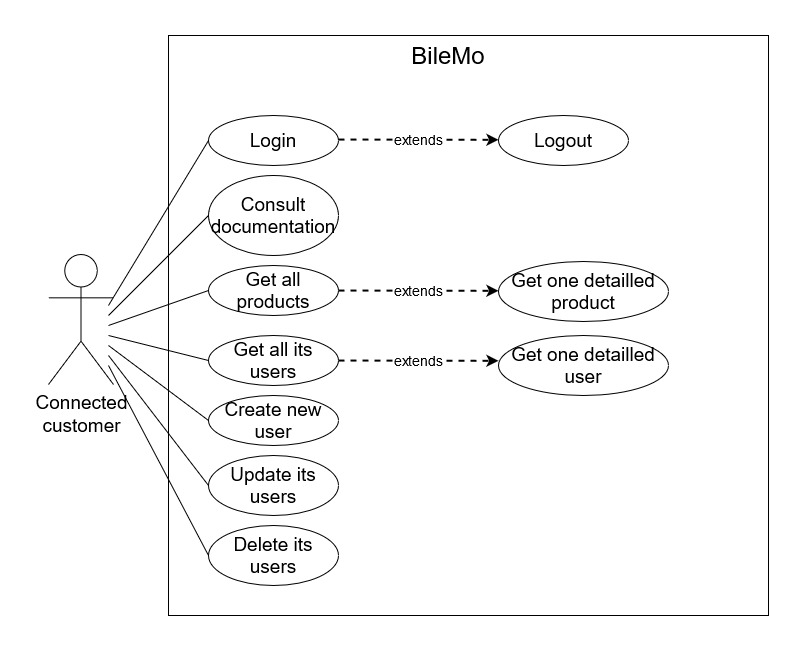 BileMo
Login
extends
Logout
Consult
documentation
Get all
products
extends
Get one detailled
product
Get all its
users
extends
Get one detailled
user
Connected
customer
Create new
user
Update its
users
Delete its
users